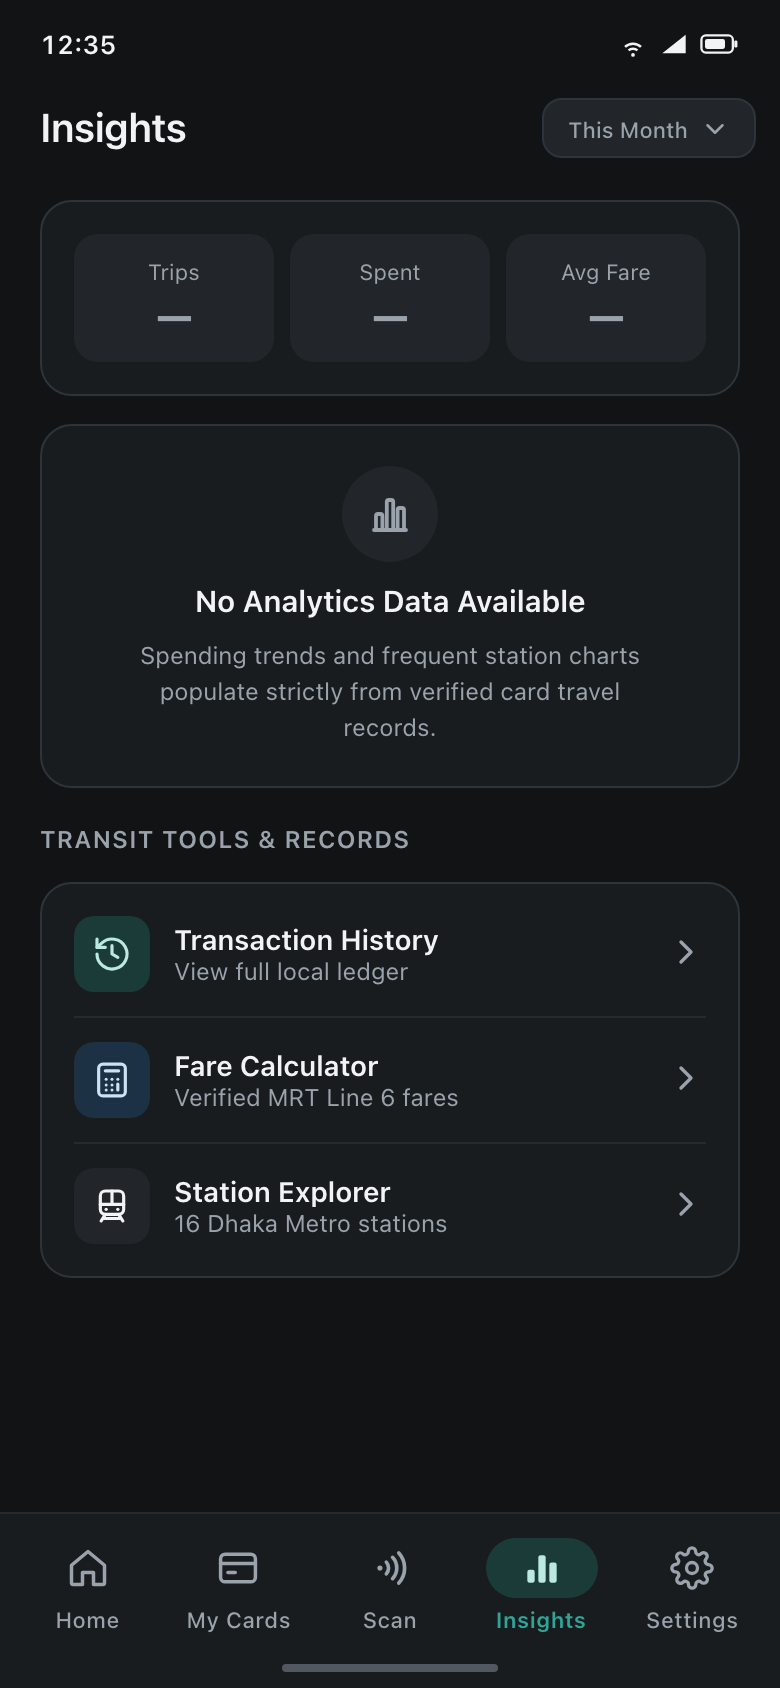 12:35
Insights
This Month
Trips
Spent
Avg Fare
—
—
—
No Analytics Data Available
Spending trends and frequent station charts
populate strictly from verified card travel
records.
TRANSIT TOOLS & RECORDS
Transaction History
View full local ledger
Fare Calculator
Verified MRT Line 6 fares
Station Explorer
16 Dhaka Metro stations
Home
My Cards
Scan
Insights
Settings